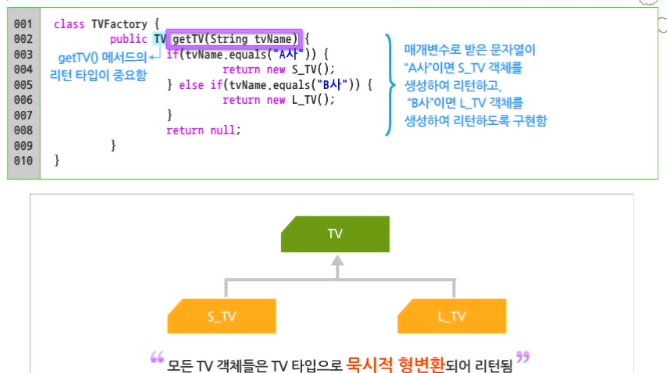 001 class TVFactory {
002 public TV getTV(String tvName) {
003 if(tvName.equals("A사")) {
004 return new S_TV();
005 } else if(tvName.equals("B사")) {
006 return new L_TV();
007 }
008 return null;
009 }
010 }
getTV() 메서드의
리턴 타입이 중요함
매개변수로 받은 문자열이
"A사"이면 S_TV 객체를
생성하여 리턴하고,
"B사"이면 L_TV 객체를
생성하여 리턴하도록 구현함
TV
S_TV
L_TV
“ 모든 TV 객체들은 TV 타입으로 묵시적 형변환되어 리턴됨 ”